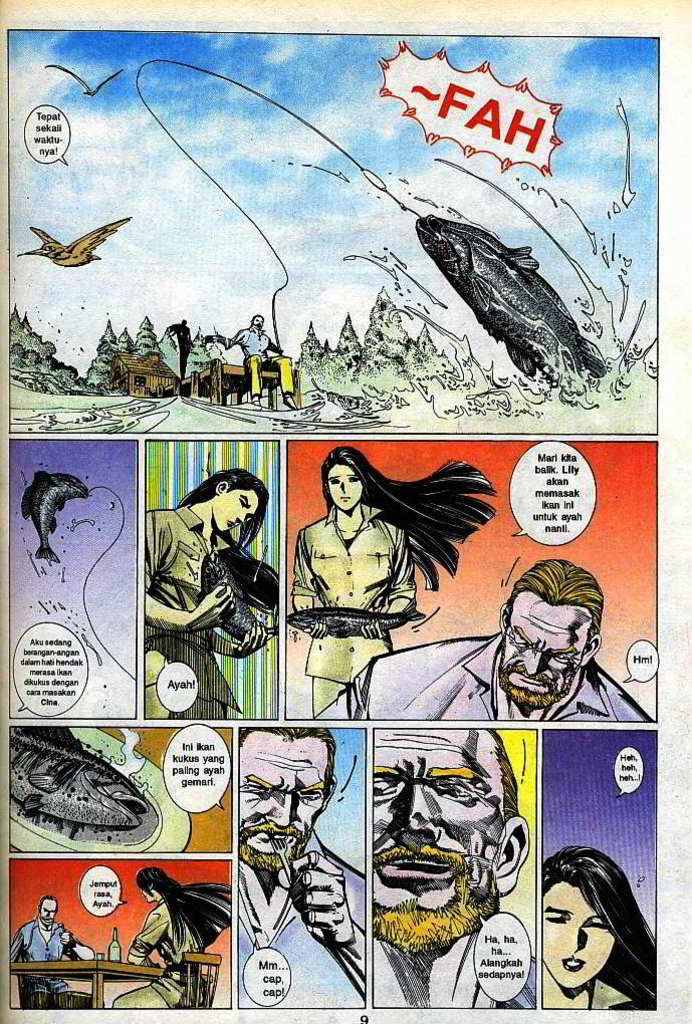 ~FAH
Tepat
sekali
waktu-
nya!
Aku sedang
berangan-angan
dalam hati hendak
merasa ikan
dikukus dengan
cara masakan
Cina.
Ayah!
Mari kita
balik. Lily
akan
memasak
ikan ini
untuk ayah
nanti.
Hm!
Ini ikan
kukus yang
paling ayah
gemari.
Jemput
rasa,
Ayah.
Mm...
cap,
cap!
Ha, ha,
ha...
Alangkah
sedapnya!
Heh,
heh,
heh...!
9